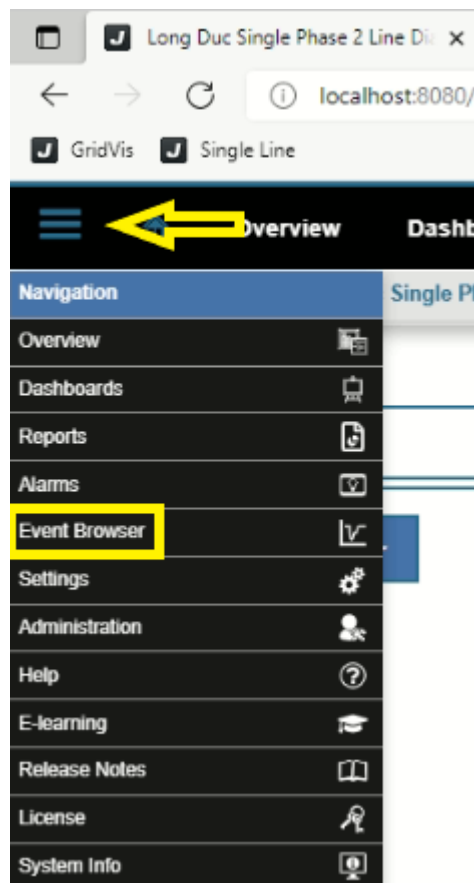 Long Duc Single Phase 2 Line Di
localhost:8080/
GridVis Single Line
Overview Dashb
Navigation
Single Pl
Overview
Dashboards
Reports
Alarms
Event Browser
Settings
Administration
Help
E-learning
Release Notes
License
System Info